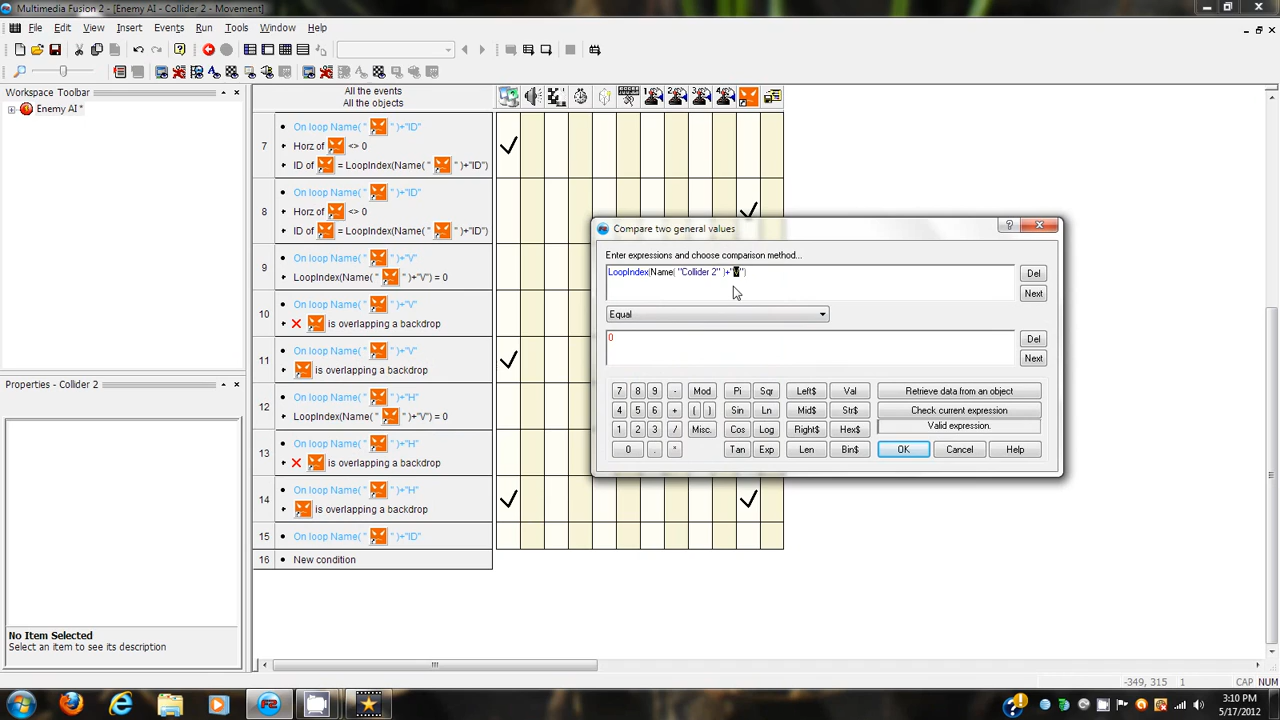 Multimedia Fusion 2 - [Enemy AI - Collider 2 - Movement]
File Edit View Insert Events Run Tools Window Help
Workspace Toolbar
Enemy AI *
All the events
All the objects
7
On loop Name( " " )+"ID"
Horz of <> 0
ID of = LoopIndex(Name( " " )+"ID")
8
On loop Name( " " )+"ID"
Horz of <> 0
ID of = LoopIndex(Name( " " )+"ID")
9
On loop Name( " " )+"V"
LoopIndex(Name( " " )+"V") = 0
10
On loop Name( " " )+"V"
is overlapping a backdrop
11
On loop Name( " " )+"V"
is overlapping a backdrop
12
On loop Name( " " )+"H"
LoopIndex(Name( " " )+"V") = 0
13
On loop Name( " " )+"H"
is overlapping a backdrop
14
On loop Name( " " )+"H"
is overlapping a backdrop
15
On loop Name( " " )+"ID"
16
New condition
Compare two general values
Enter expressions and choose comparison method...
LoopIndex(Name( "Collider 2" )+"V")
Del
Next
Equal
0
Del
Next
7 8 9 - Mod Pi Sqr Left$ Val Retrieve data from an object
4 5 6 + ( ) Sin Ln Mid$ Str$ Check current expression
1 2 3 / Misc. Cos Log Right$ Hex$ Valid expression.
0 . ^ Tan Exp Len Bin$ OK Cancel Help
Properties - Collider 2
No Item Selected
Select an item to see its description
-349, 315 1 CAP NUM
3:10 PM
5/17/2012